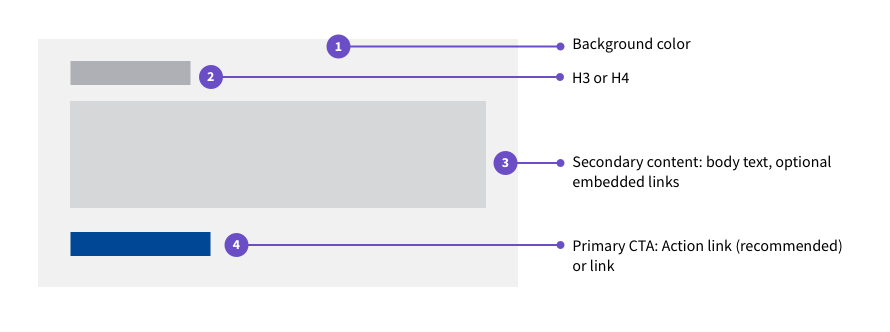 1
Background color
2
H3 or H4
3
Secondary content: body text, optional
embedded links
4
Primary CTA: Action link (recommended)
or link